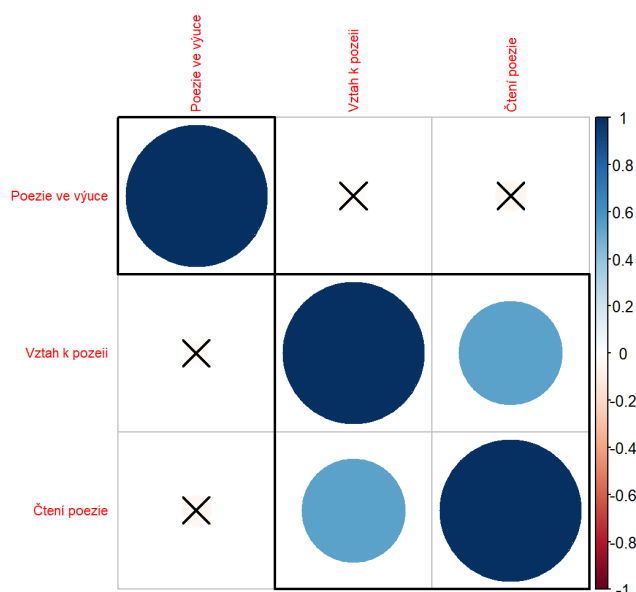 Poezie ve výuce
Vztah k pozeii
Čtení poezie
Poezie ve výuce
Vztah k pozeii
Čtení poezie
1
0.8
0.6
0.4
0.2
0
-0.2
-0.4
-0.6
-0.8
-1